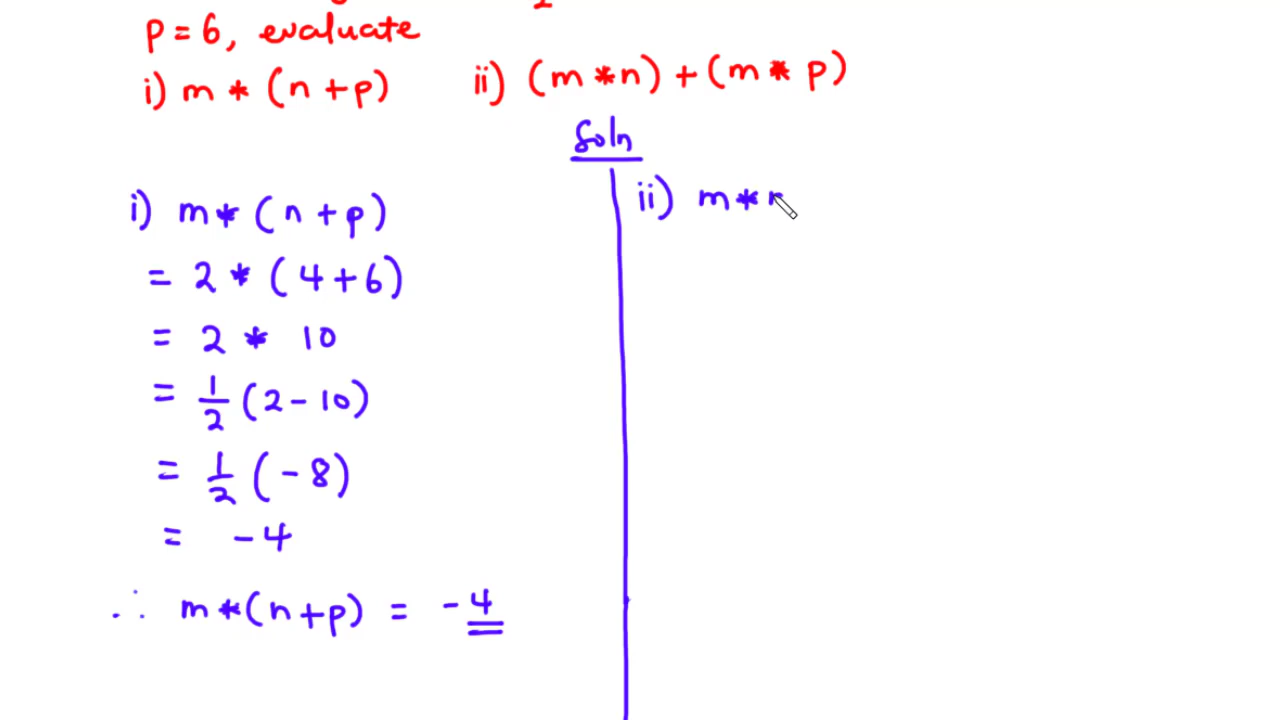 p = 6, evaluate
i) m * (n + p) ii) (m * n) + (m * p)
Soln
i) m * (n + p)
= 2 * (4 + 6)
= 2 * 10
= 1/2 (2 - 10)
= 1/2 (-8)
= -4
∴ m * (n + p) = -4
ii) m * n